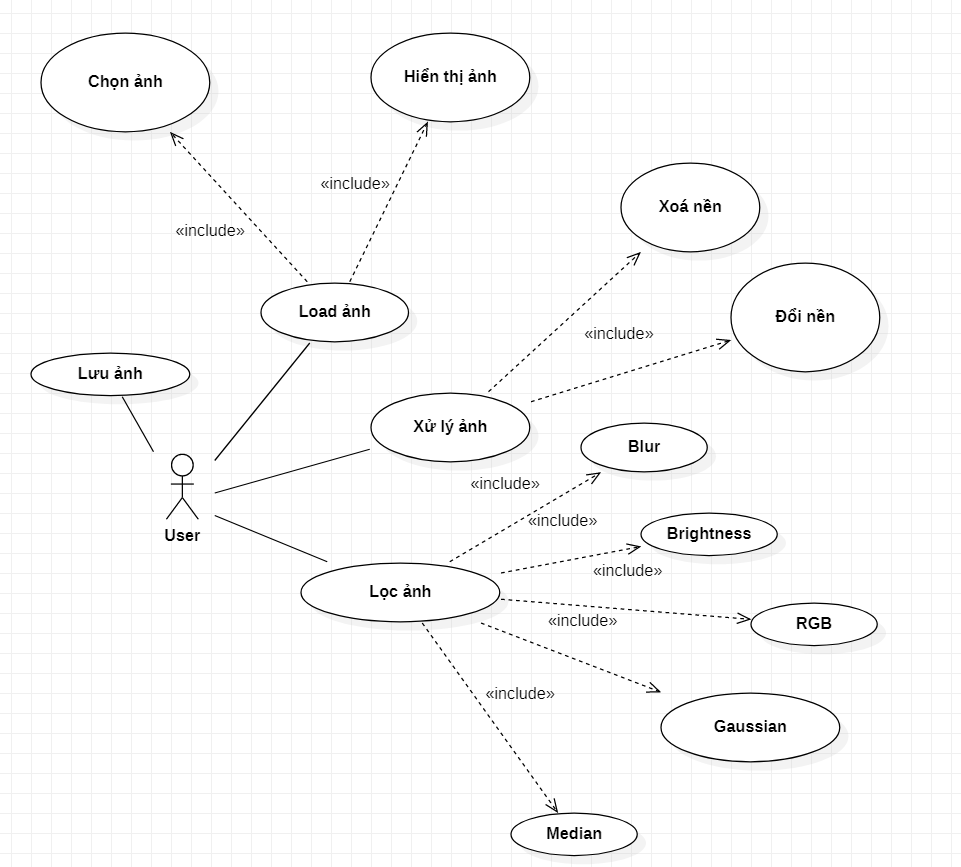 Chọn ảnh
Hiển thị ảnh
«include»
Xoá nền
«include»
Load ảnh
Đổi nền
«include»
Lưu ảnh
Xử lý ảnh
Blur
«include»
«include»
User
Brightness
«include»
Lọc ảnh
«include»
RGB
«include»
Gaussian
Median